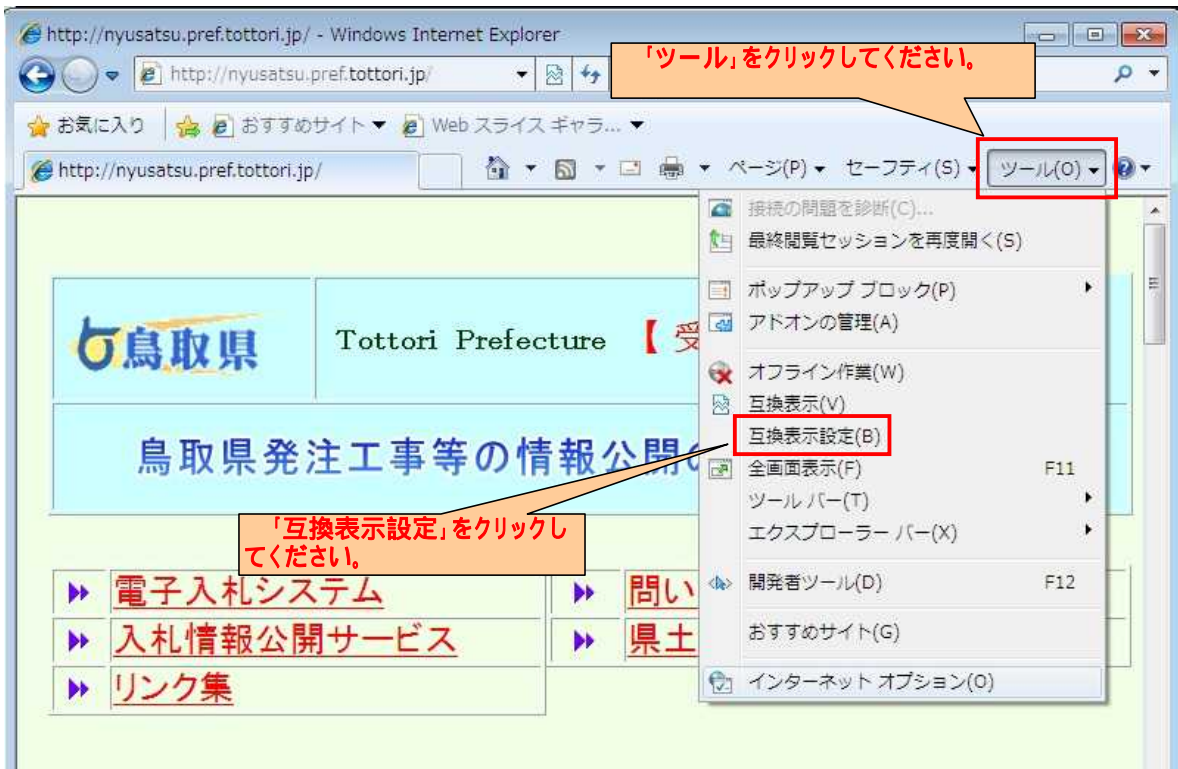 http://nyusatsu.pref.tottori.jp/ - Windows Internet Explorer
「ツール」をクリックしてください。
http://nyusatsu.pref.tottori.jp/
お気に入り
おすすめサイト
Web スライス ギャラ...
http://nyusatsu.pref.tottori.jp/
ページ(P)
セーフティ(S)
ツール(O)
接続の問題を診断(C)...
最終閲覧セッションを再度開く(S)
ポップアップ ブロック(P)
アドオンの管理(A)
オフライン作業(W)
互換表示(V)
互換表示設定(B)
全画面表示(F) F11
ツール バー(T)
エクスプローラー バー(X)
開発者ツール(D) F12
おすすめサイト(G)
インターネット オプション(O)
鳥取県
Tottori Prefecture 【 受
鳥取県発注工事等の情報公開の
「互換表示設定」をクリックし
てください。
電子入札システム
問い
入札情報公開サービス
県土
リンク集